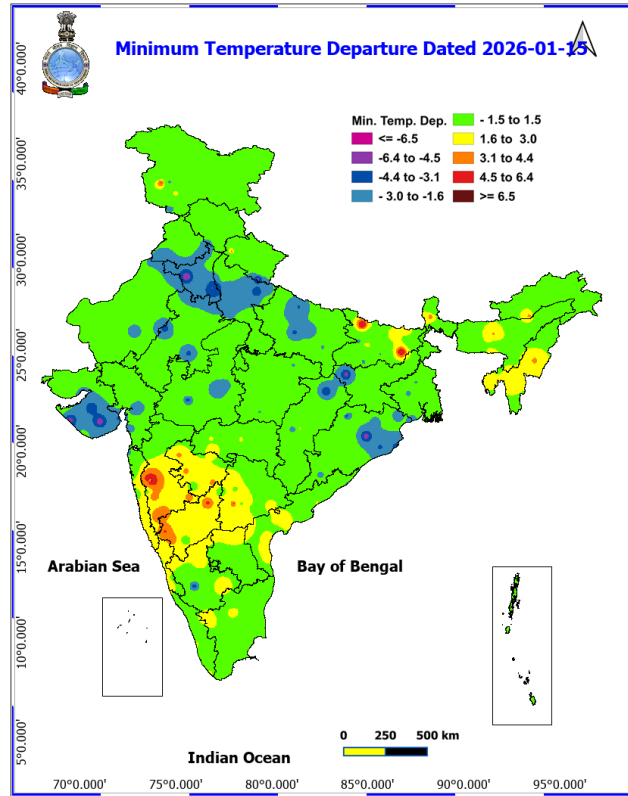 Minimum Temperature Departure Dated 2026-01-15
Min. Temp. Dep.
<= -6.5
-6.4 to -4.5
-4.4 to -3.1
- 3.0 to -1.6
- 1.5 to 1.5
1.6 to 3.0
3.1 to 4.4
4.5 to 6.4
>= 6.5
40°0.000'
35°0.000'
30°0.000'
25°0.000'
20°0.000'
15°0.000'
10°0.000'
5°0.000'
Arabian Sea
Bay of Bengal
Indian Ocean
0 250 500 km
70°0.000' 75°0.000' 80°0.000' 85°0.000' 90°0.000' 95°0.000'